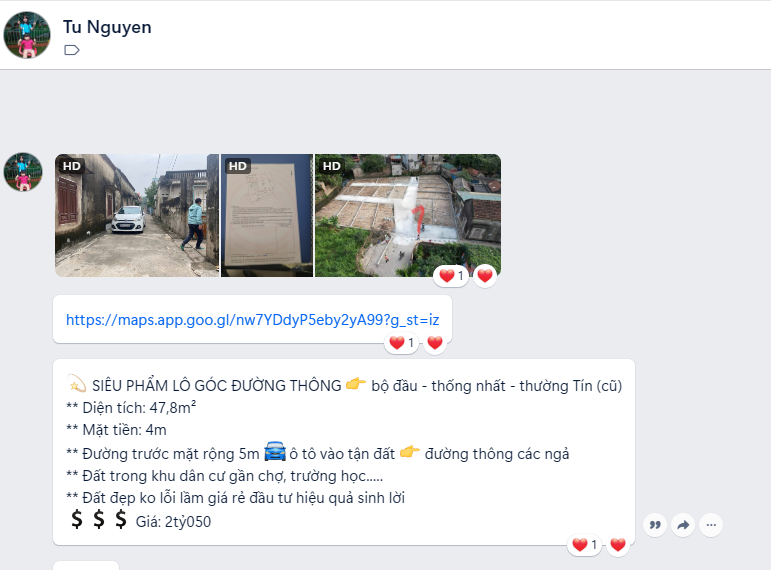 Tu Nguyen
HD
HD
HD
❤️ 1 ❤️
https://maps.app.goo.gl/nw7YDdyP5eby2yA99?g_st=iz
❤️ 1 ❤️
💫 SIÊU PHẨM LÔ GÓC ĐƯỜNG THÔNG 👉 bộ đầu - thống nhất - thường Tín (cũ)
** Diện tích: 47,8m²
** Mặt tiền: 4m
** Đường trước mặt rộng 5m 🚘 ô tô vào tận đất 👉 đường thông các ngả
** Đất trong khu dân cư gần chợ, trường học.....
** Đất đẹp ko lỗi lầm giá rẻ đầu tư hiệu quả sinh lời
💲💲💲 Giá: 2tỷ050
❤️ 1 ❤️